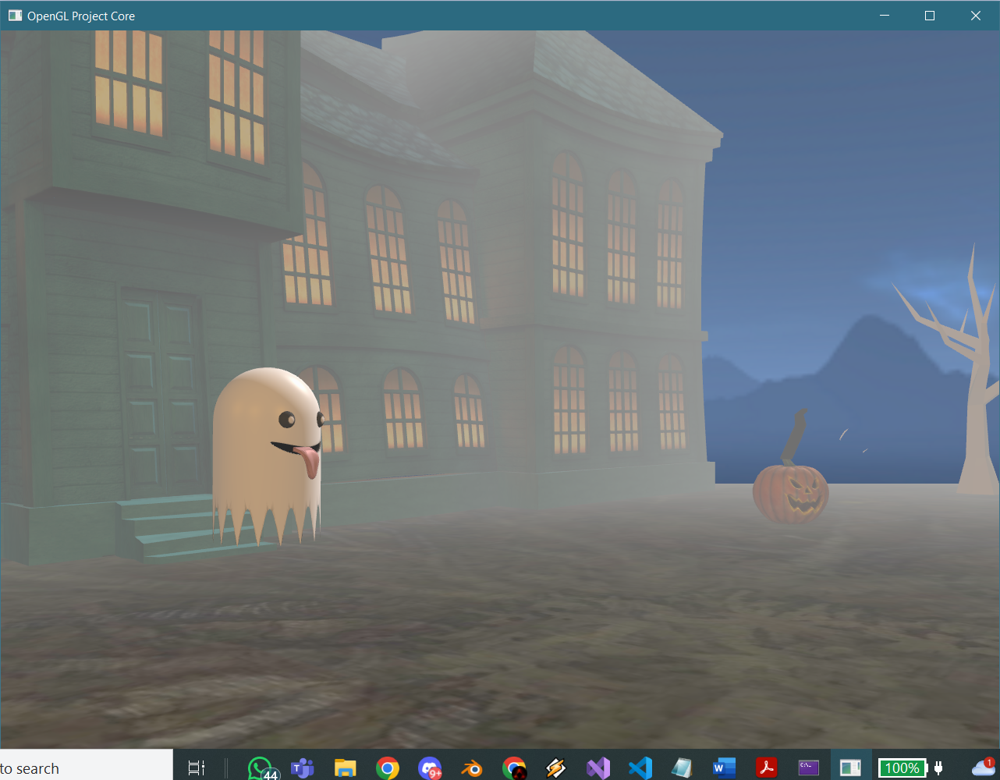 OpenGL Project Core
to search
44
9+
C:\_
W
100%
1